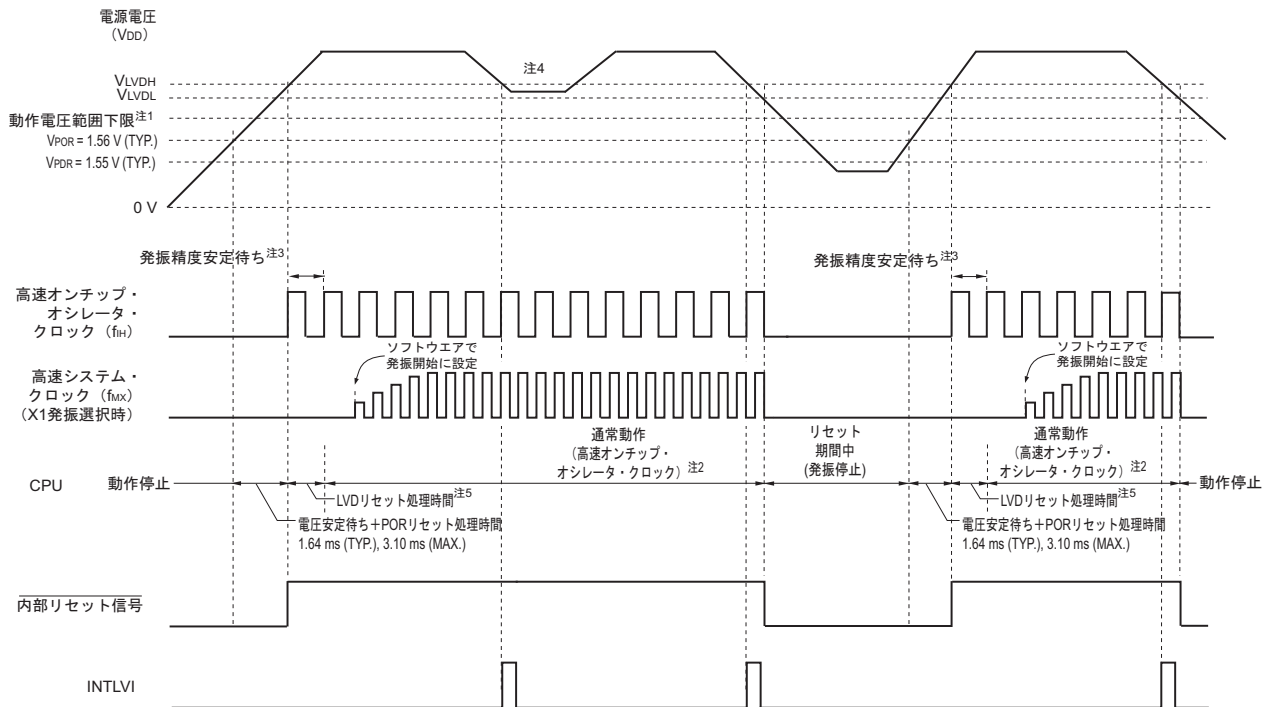 電源電圧
（VDD）
注4
VLVDH
VLVDL
動作電圧範囲下限注1
VPOR = 1.56 V (TYP.)
VPDR = 1.55 V (TYP.)
0 V
発振精度安定待ち注3
発振精度安定待ち注3
高速オンチップ・
オシレータ・
クロック（fIH）
ソフトウエアで
発振開始に設定
ソフトウエアで
発振開始に設定
高速システム・
クロック（fMX）
（X1発振選択時）
通常動作
（高速オンチップ・
オシレータ・クロック）注2
リセット
期間中
(発振停止)
通常動作
（高速オンチップ・
オシレータ・クロック）注2
CPU
動作停止
動作停止
LVDリセット処理時間注5
LVDリセット処理時間注5
電圧安定待ち＋PORリセット処理時間
1.64 ms (TYP.), 3.10 ms (MAX.)
電圧安定待ち＋PORリセット処理時間
1.64 ms (TYP.), 3.10 ms (MAX.)
内部リセット信号
INTLVI